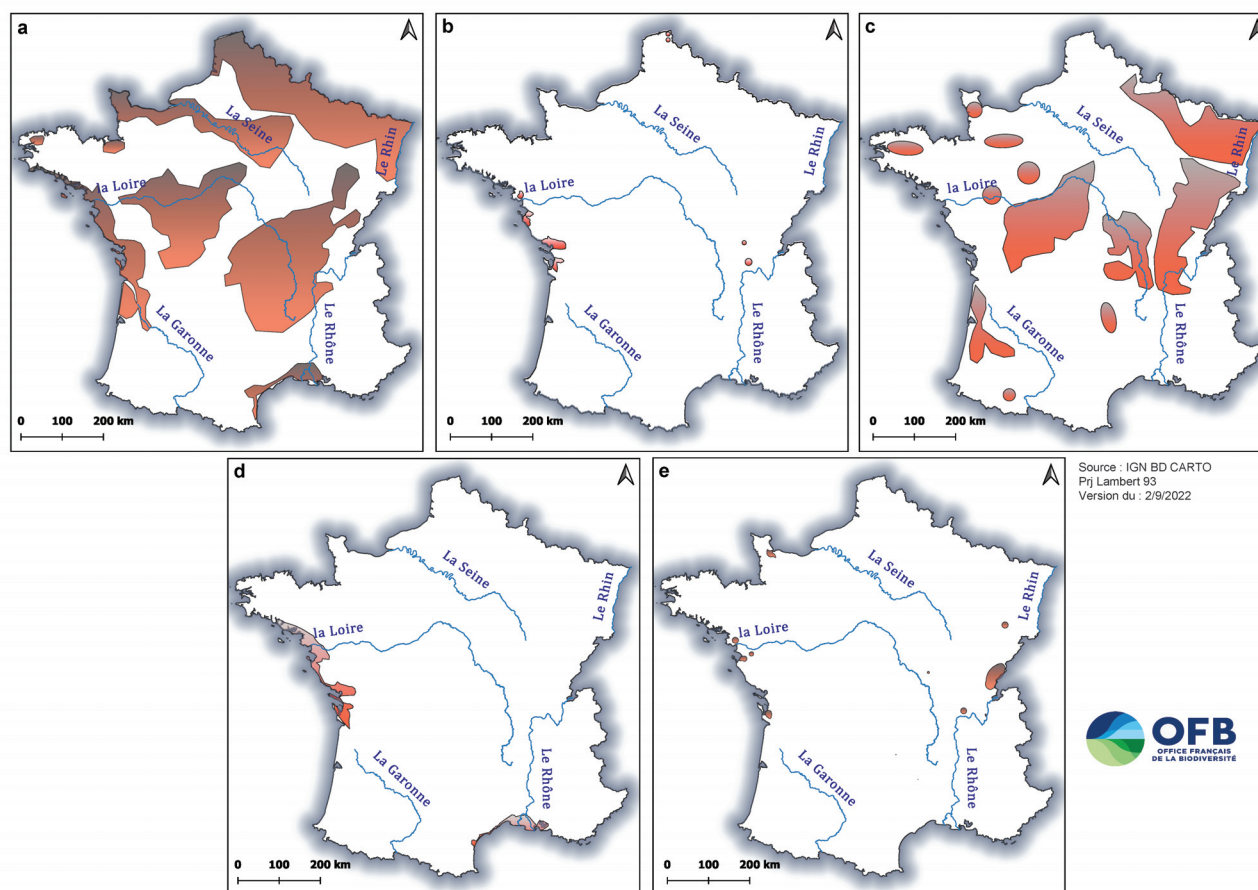 a
La Seine
Le Rhin
la Loire
La Garonne
Le Rhône
0 100 200 km
b
La Seine
Le Rhin
la Loire
La Garonne
Le Rhône
0 100 200 km
c
La Seine
Le Rhin
la Loire
La Garonne
Le Rhône
0 100 200 km
d
La Seine
Le Rhin
la Loire
La Garonne
Le Rhône
0 100 200 km
e
La Seine
Le Rhin
la Loire
La Garonne
Le Rhône
0 100 200 km
Source : IGN BD CARTO
Prj Lambert 93
Version du : 2/9/2022
OFB
OFFICE FRANÇAIS
DE LA BIODIVERSITÉ